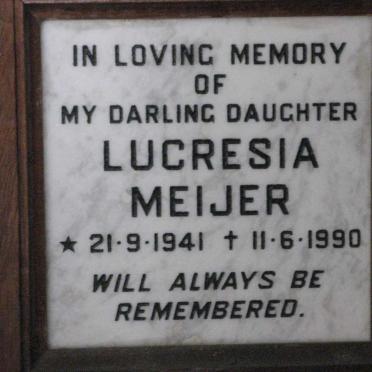 IN LOVING MEMORY
OF
MY DARLING DAUGHTER
LUCRESIA
MEIJER
★ 21·9·1941 † 11·6·1990
WILL ALWAYS BE
REMEMBERED.